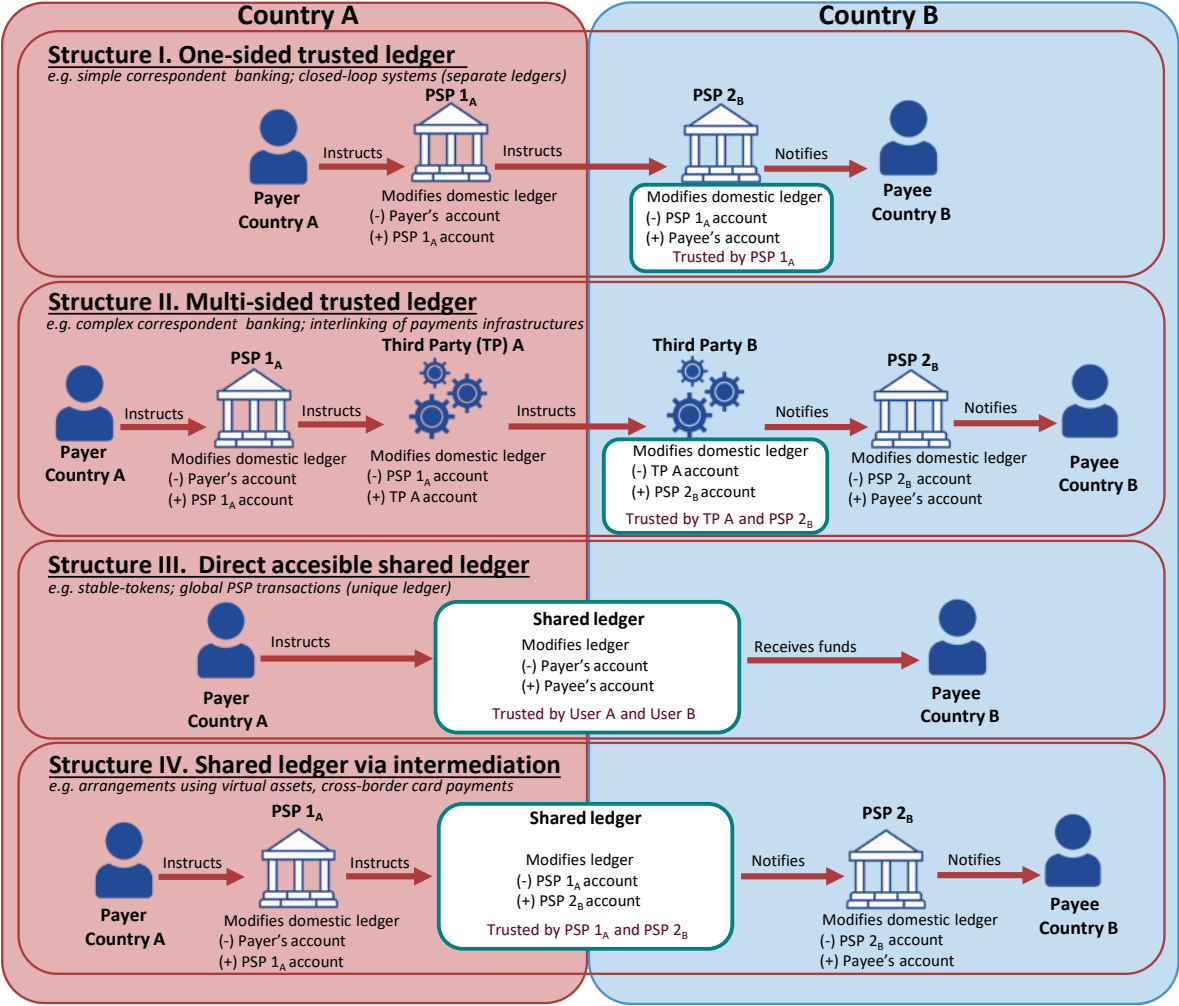 Country A
Country B
Structure I. One-sided trusted ledger
e.g. simple correspondent banking; closed-loop systems (separate ledgers)
PSP 1A
PSP 2B
Instructs
Instructs
Notifies
Payer
Country A
Modifies domestic ledger
(-) Payer's account
(+) PSP 1A account
Modifies domestic ledger
(-) PSP 1A account
(+) Payee's account
Trusted by PSP 1A
Payee
Country B
Structure II. Multi-sided trusted ledger
e.g. complex correspondent banking; interlinking of payments infrastructures
PSP 1A
Third Party (TP) A
Third Party B
PSP 2B
Instructs
Instructs
Instructs
Notifies
Notifies
Payer
Country A
Modifies domestic ledger
(-) Payer's account
(+) PSP 1A account
Modifies domestic ledger
(-) PSP 1A account
(+) TP A account
Modifies domestic ledger
(-) TP A account
(+) PSP 2B account
Trusted by TP A and PSP 2B
Modifies domestic ledger
(-) PSP 2B account
(+) Payee's account
Payee
Country B
Structure III. Direct accesible shared ledger
e.g. stable-tokens; global PSP transactions (unique ledger)
Instructs
Shared ledger
Modifies ledger
(-) Payer's account
(+) Payee's account
Trusted by User A and User B
Receives funds
Payer
Country A
Payee
Country B
Structure IV. Shared ledger via intermediation
e.g. arrangements using virtual assets, cross-border card payments
PSP 1A
Shared ledger
PSP 2B
Instructs
Instructs
Notifies
Notifies
Modifies ledger
(-) PSP 1A account
(+) PSP 2B account
Trusted by PSP 1A and PSP 2B
Payer
Country A
Modifies domestic ledger
(-) Payer's account
(+) PSP 1A account
Modifies domestic ledger
(-) PSP 2B account
(+) Payee's account
Payee
Country B